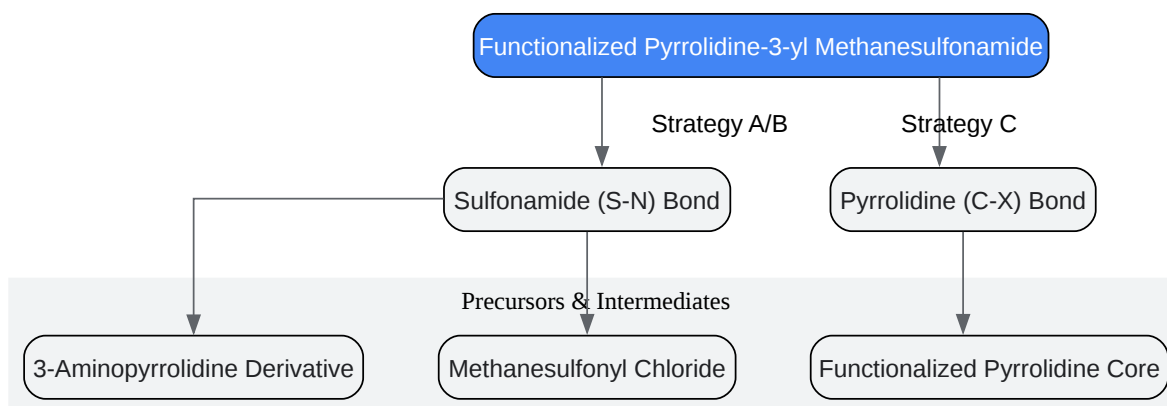 Functionalized Pyrrolidine-3-yl Methanesulfonamide
Strategy A/B
Strategy C
Sulfonamide (S-N) Bond
Pyrrolidine (C-X) Bond
Precursors & Intermediates
3-Aminopyrrolidine Derivative
Methanesulfonyl Chloride
Functionalized Pyrrolidine Core